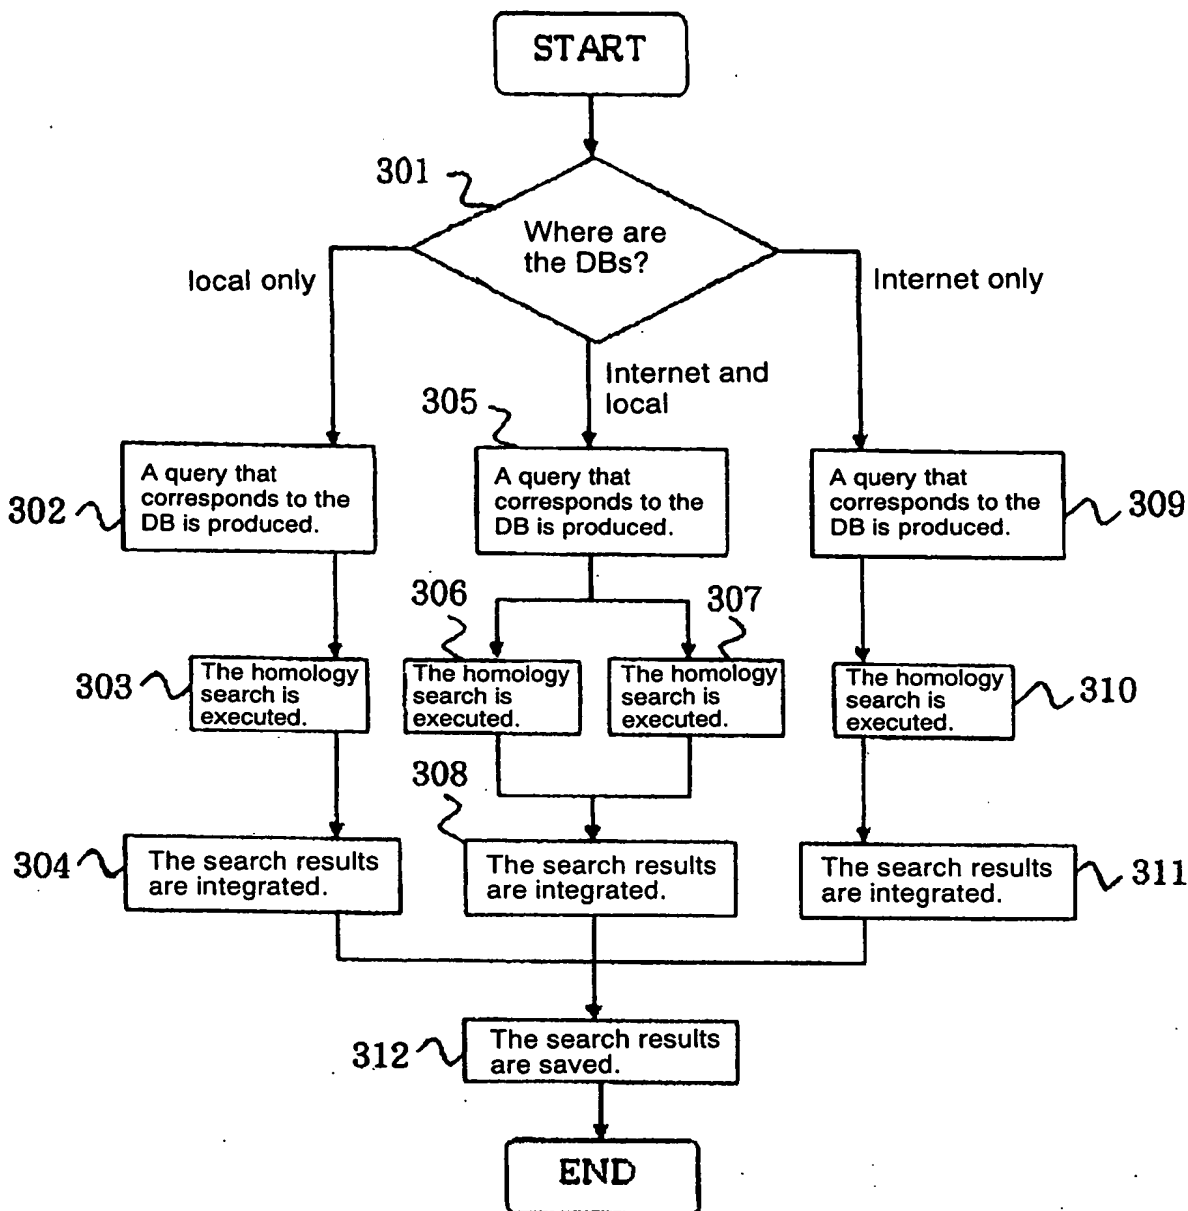 START
301
Where are
the DBs?
local only
Internet only
Internet and
local
305
302
A query that
corresponds to the
DB is produced.
A query that
corresponds to the
DB is produced.
A query that
corresponds to the
DB is produced.
309
306
307
303
The homology
search is
executed.
The homology
search is
executed.
The homology
search is
executed.
The homology
search is
executed.
310
308
304
The search results
are integrated.
The search results
are integrated.
The search results
are integrated.
311
312
The search results
are saved.
END